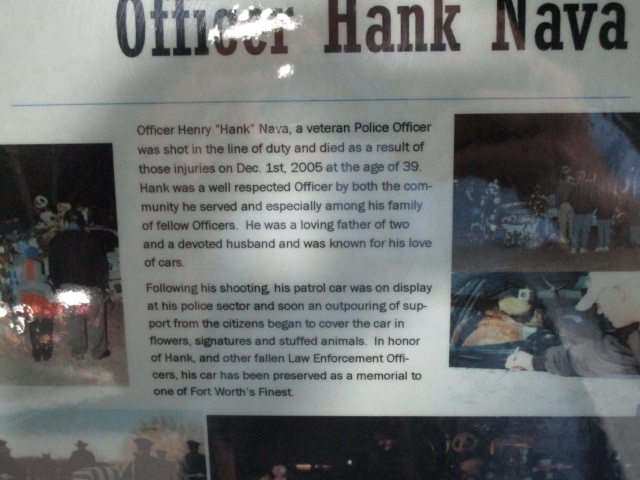 Officer Hank Nava
Officer Henry "Hank" Nava, a veteran Police Officer
was shot in the line of duty and died as a result of
those injuries on Dec. 1st, 2005 at the age of 39.
Hank was a well respected Officer by both the com-
munity he served and especially among his family
of fellow Officers. He was a loving father of two
and a devoted husband and was known for his love
of cars.
Following his shooting, his patrol car was on display
at his police sector and soon an outpouring of sup-
port from the citizens began to cover the car in
flowers, signatures and stuffed animals. In honor
of Hank, and other fallen Law Enforcement Offi-
cers, his car has been preserved as a memorial to
one of Fort Worth's Finest.